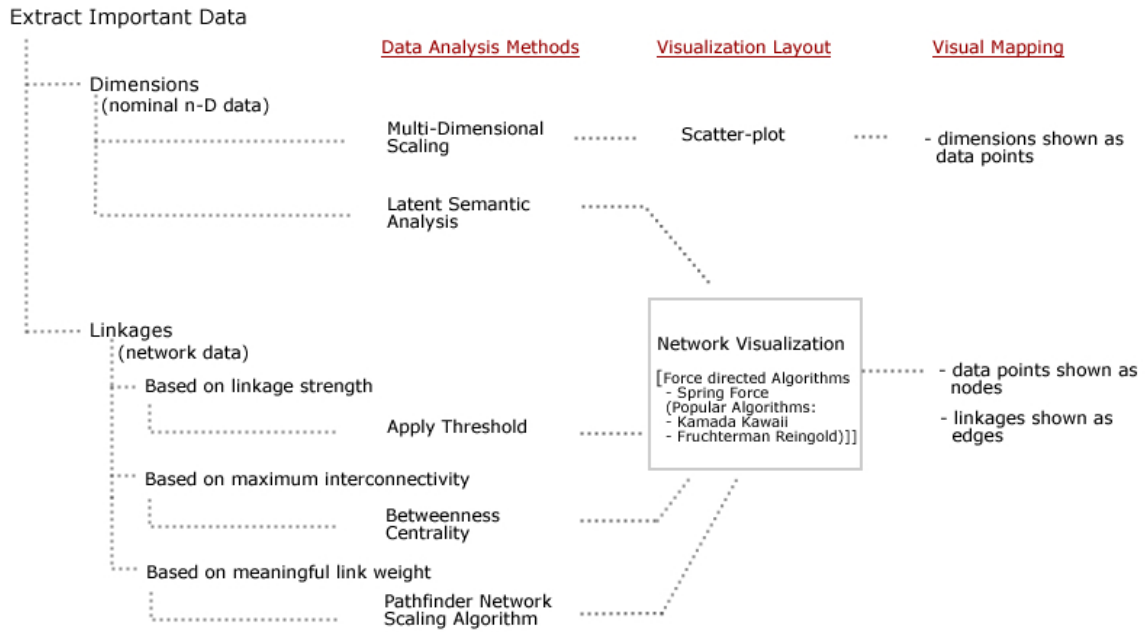 Extract Important Data
Data Analysis Methods
Visualization Layout
Visual Mapping
Dimensions
(nominal n-D data)
Multi-Dimensional
Scaling
Scatter-plot
- dimensions shown as
data points
Latent Semantic
Analysis
Linkages
(network data)
Network Visualization
[Force directed Algorithms
- Spring Force
(Popular Algorithms:
- Kamada Kawaii
- Fruchterman Reingold)]]
- data points shown as
nodes
- linkages shown as
edges
Based on linkage strength
Apply Threshold
Based on maximum interconnectivity
Betweenness
Centrality
Based on meaningful link weight
Pathfinder Network
Scaling Algorithm